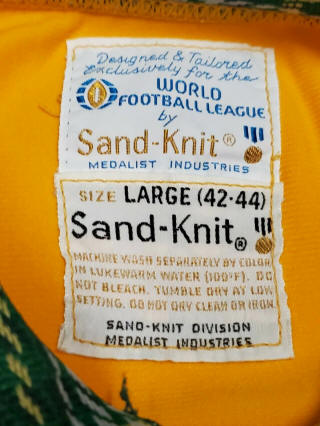 Designed & Tailored
Exclusively for the
WORLD
FOOTBALL LEAGUE
by
Sand-Knit®
MEDALIST INDUSTRIES
SIZE LARGE (42-44)
Sand-Knit®
MACHINE WASH SEPARATELY BY COLOR
IN LUKEWARM WATER (100°F). DO
NOT BLEACH. TUMBLE DRY AT LOW
SETTING. DO NOT DRY CLEAN OR IRON.
SAND-KNIT DIVISION
MEDALIST INDUSTRIES